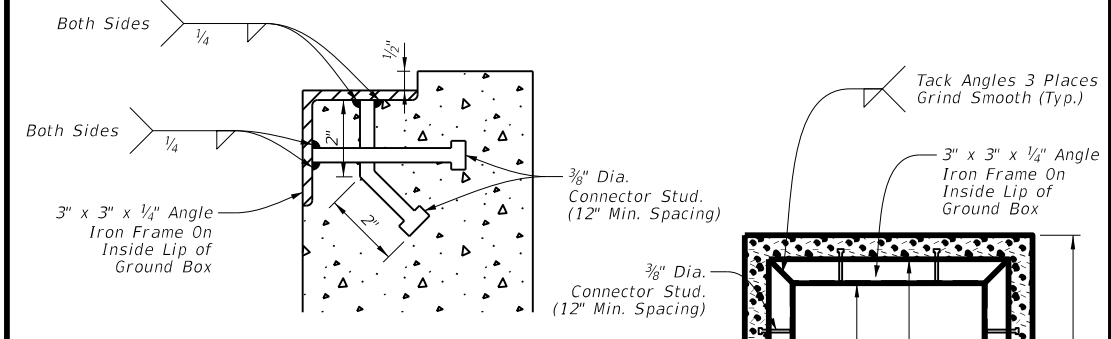 Both Sides
1/4
1/2"
Tack Angles 3 Places
Grind Smooth (Typ.)
Both Sides
1/4
2"
2"
3" x 3" x 1/4" Angle
Iron Frame On
Inside Lip of
Ground Box
3/8" Dia.
Connector Stud.
(12" Min. Spacing)
3" x 3" x 1/4" Angle
Iron Frame On
Inside Lip of
Ground Box
3/8" Dia.
Connector Stud.
(12" Min. Spacing)